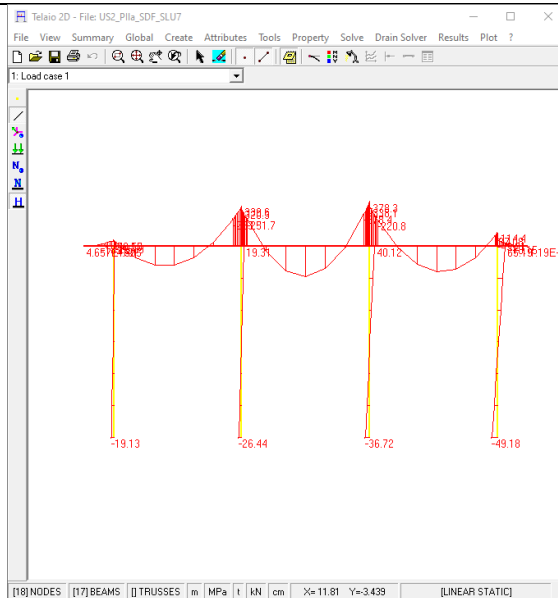 Telaio 2D - File: US2_PIIa_SDF_SLU7
File View Summary Global Create Attributes Tools Property Solve Drain Solver Results Plot ?
1: Load case 1
-220.8
19.31
40.12
-19.13
-26.44
-36.72
-49.18
[18] NODES [17] BEAMS [] TRUSSES m MPa t kN cm X= 11.81 Y=-3.439 [LINEAR STATIC]